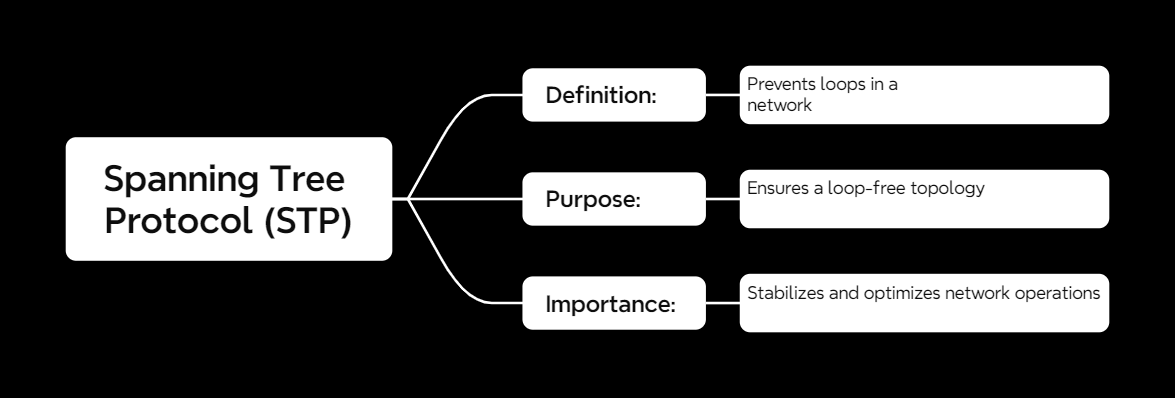 Spanning Tree
Protocol (STP)
Definition:
Prevents loops in a
network
Purpose:
Ensures a loop-free topology
Importance:
Stabilizes and optimizes network operations